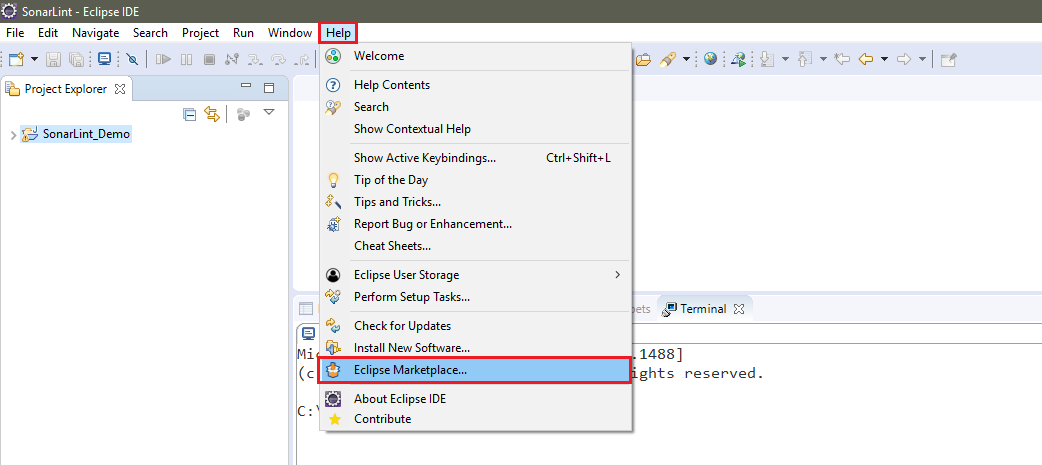 SonarLint - Eclipse IDE
File Edit Navigate Search Project Run Window Help
Project Explorer
SonarLint_Demo
Welcome
Help Contents
Search
Show Contextual Help
Show Active Keybindings... Ctrl+Shift+L
Tip of the Day
Tips and Tricks...
Report Bug or Enhancement...
Cheat Sheets...
Eclipse User Storage
Perform Setup Tasks...
Check for Updates
Install New Software...
Eclipse Marketplace...
About Eclipse IDE
Contribute
Terminal
.1488]
(c ights reserved.
C:\